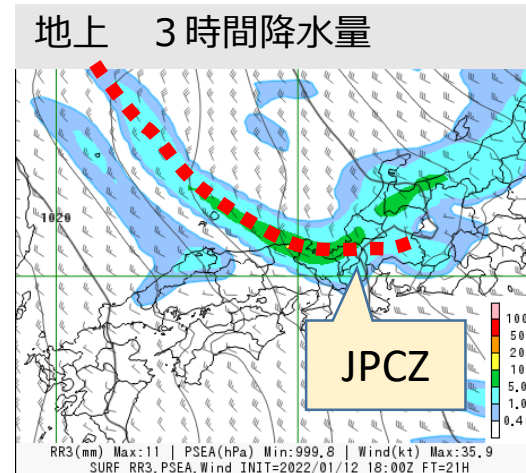 地上　３時間降水量
1020
JPCZ
100
50
20
10
5.0
1.0
0.4
RR3(mm) Max:11 | PSEA(hPa) Min:999.8 | Wind(kt) Max:35.9
SURF RR3.PSEA.Wind INIT=2022/01/12 18:00Z FT=21H